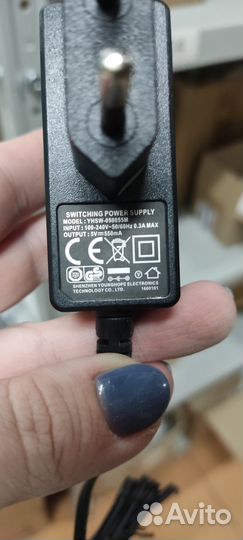 SWITCHING POWER SUPPLY
MODEL: YHSW-050055M
INPUT: 100-240V~50/60Hz 0.3A MAX
OUTPUT: 5V⎓550mA
CE
SHENZHEN YOUNGHOPE ELECTRONICS
TECHNOLOGY CO., LTD.
Avito